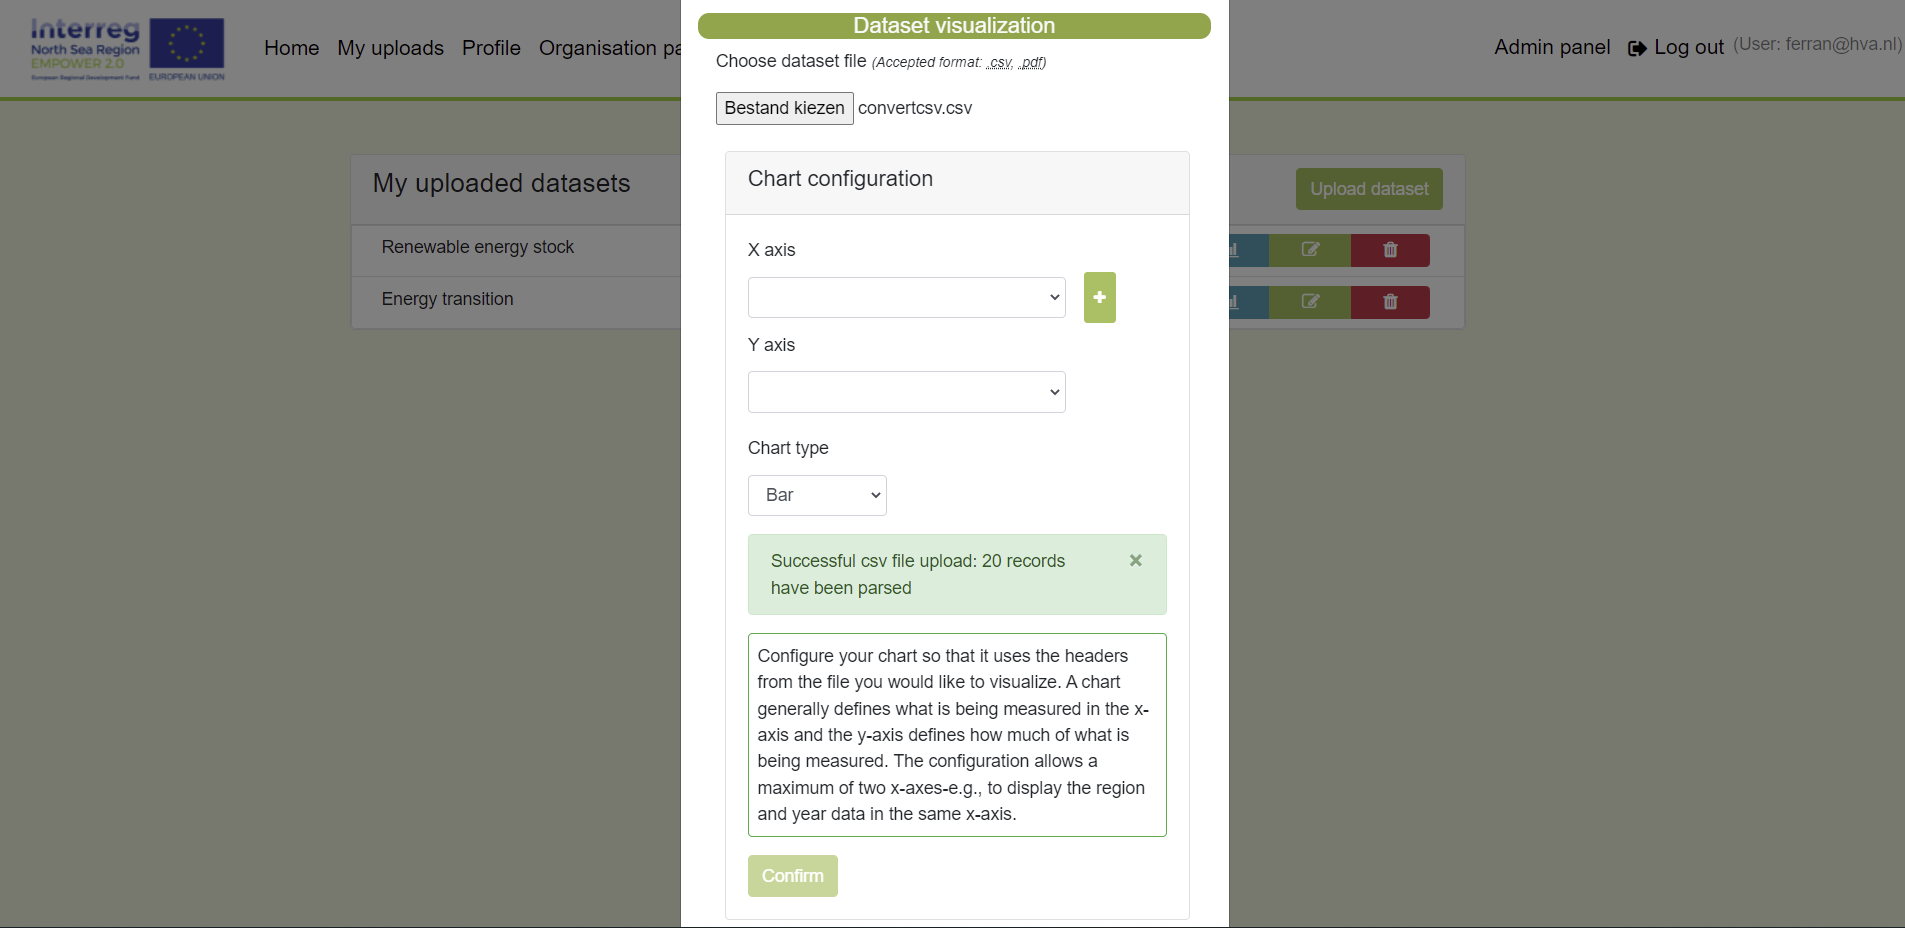 Interreg
North Sea Region
EMPOWER 2.0
European Regional Development Fund
EUROPEAN UNION
Home My uploads Profile Organisation pa
Admin panel Log out (User: ferran@hva.nl)
Dataset visualization
Choose dataset file (Accepted format: .csv, .pdf)
Bestand kiezen convertcsv.csv
My uploaded datasets
Upload dataset
Renewable energy stock
Energy transition
Chart configuration
X axis
Y axis
Chart type
Bar
Successful csv file upload: 20 records
have been parsed
Configure your chart so that it uses the headers
from the file you would like to visualize. A chart
generally defines what is being measured in the x-
axis and the y-axis defines how much of what is
being measured. The configuration allows a
maximum of two x-axes-e.g., to display the region
and year data in the same x-axis.
Confirm